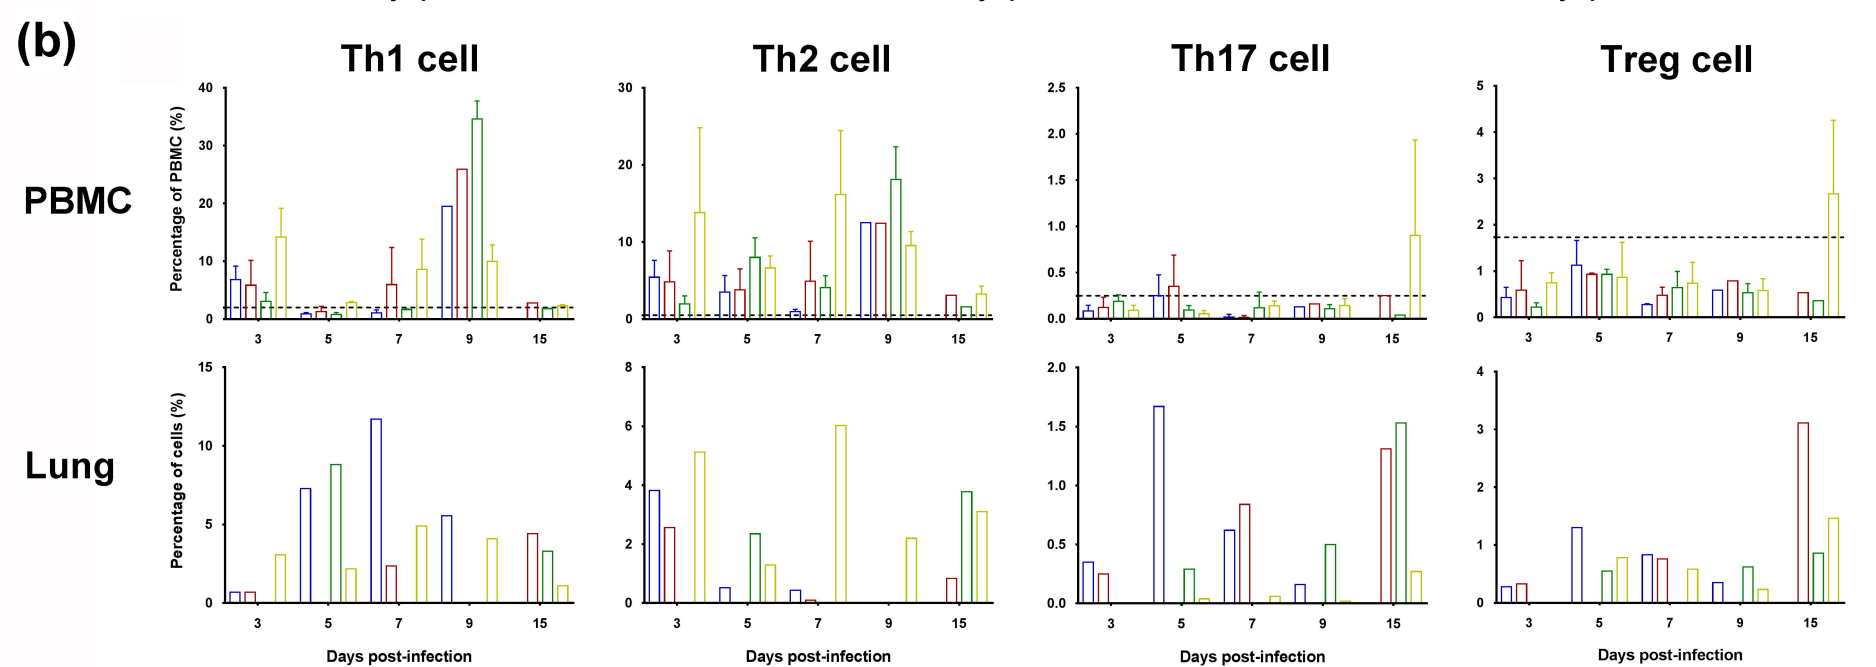 (b)
Th1 cell Th2 cell Th17 cell Treg cell
PBMC
Percentage of PBMC (%)
40 30 20 10 0
3 5 7 9 15
30 20 10 0
3 5 7 9 15
2.5 2.0 1.5 1.0 0.5 0.0
3 5 7 9 15
5 4 3 2 1 0
3 5 7 9 15
Lung
Percentage of cells (%)
15 10 5 0
3 5 7 9 15
Days post-infection
8 6 4 2 0
3 5 7 9 15
Days post-infection
2.0 1.5 1.0 0.5 0.0
3 5 7 9 15
Days post-infection
4 3 2 1 0
3 5 7 9 15
Days post-infection